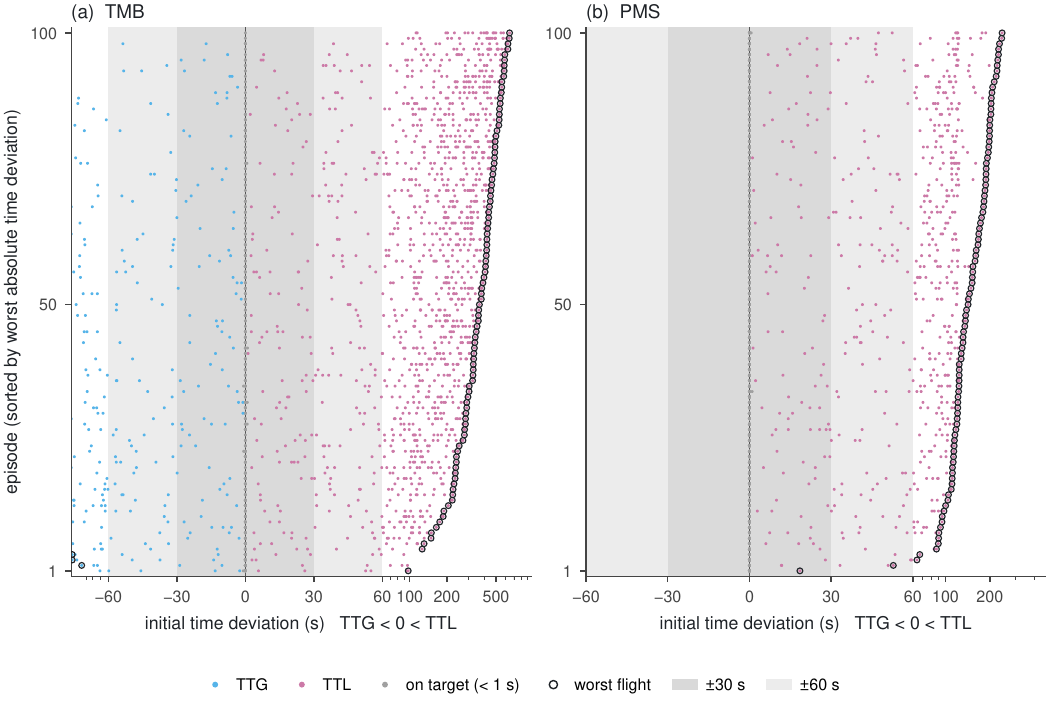 (a) TMB
(b) PMS
episode (sorted by worst absolute time deviation)
100
50
1
100
50
1
−60 −30 0 30 60 100 200 500
−60 −30 0 30 60 100 200
initial time deviation (s) TTG < 0 < TTL
initial time deviation (s) TTG < 0 < TTL
TTG TTL on target (< 1 s) worst flight ±30 s ±60 s